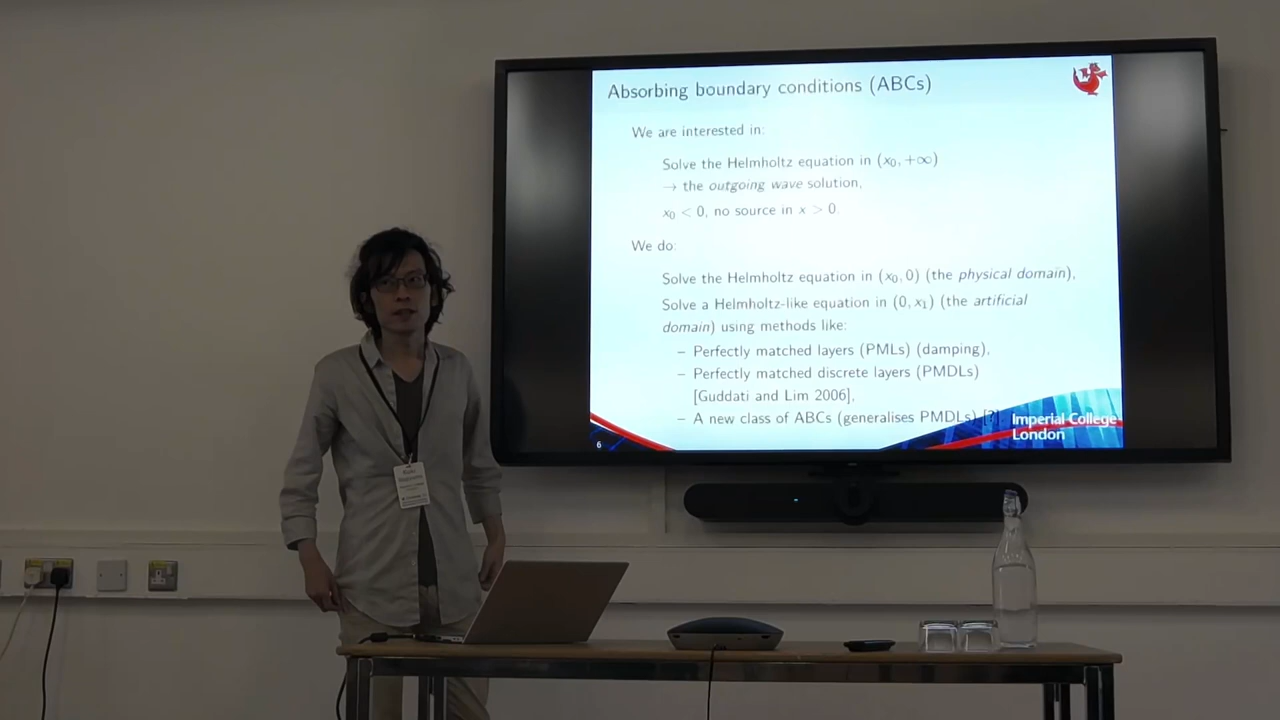 Absorbing boundary conditions (ABCs)
We are interested in:
Solve the Helmholtz equation in (x₀, +∞)
→ the outgoing wave solution,
x₀ < 0, no source in x > 0.
We do:
Solve the Helmholtz equation in (x₀, 0) (the physical domain),
Solve a Helmholtz-like equation in (0, x₁) (the artificial
domain) using methods like:
– Perfectly matched layers (PMLs) (damping),
– Perfectly matched discrete layers (PMDLs)
[Guddati and Lim 2006],
– A new class of ABCs (generalises PMDLs) [?]
Imperial College
London
6